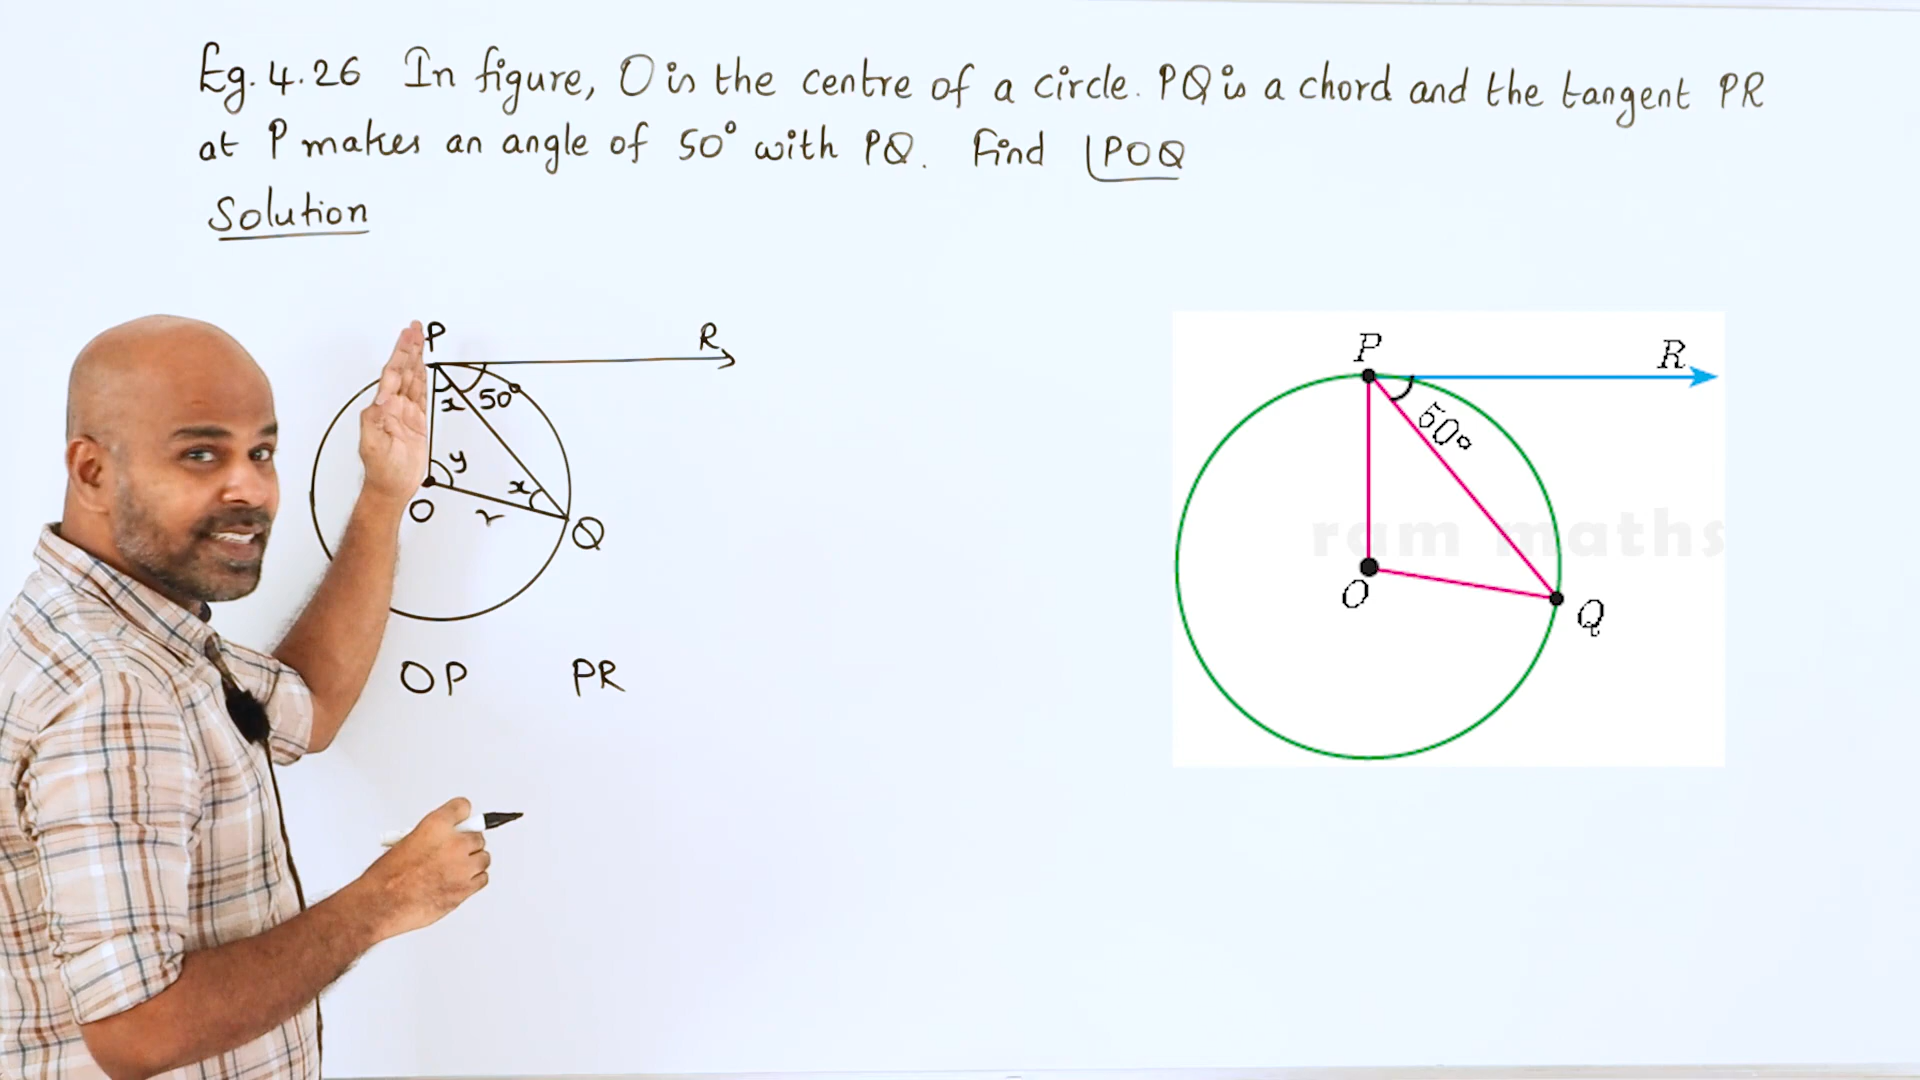 Eg. 4.26 In figure, O is the centre of a circle. PQ is a chord and the tangent PR
at P makes an angle of 50° with PQ. Find ∠POQ
Solution
P
R
x 50°
y
x
O
r
Q
OP PR
P
R
50°
ram maths
O
Q